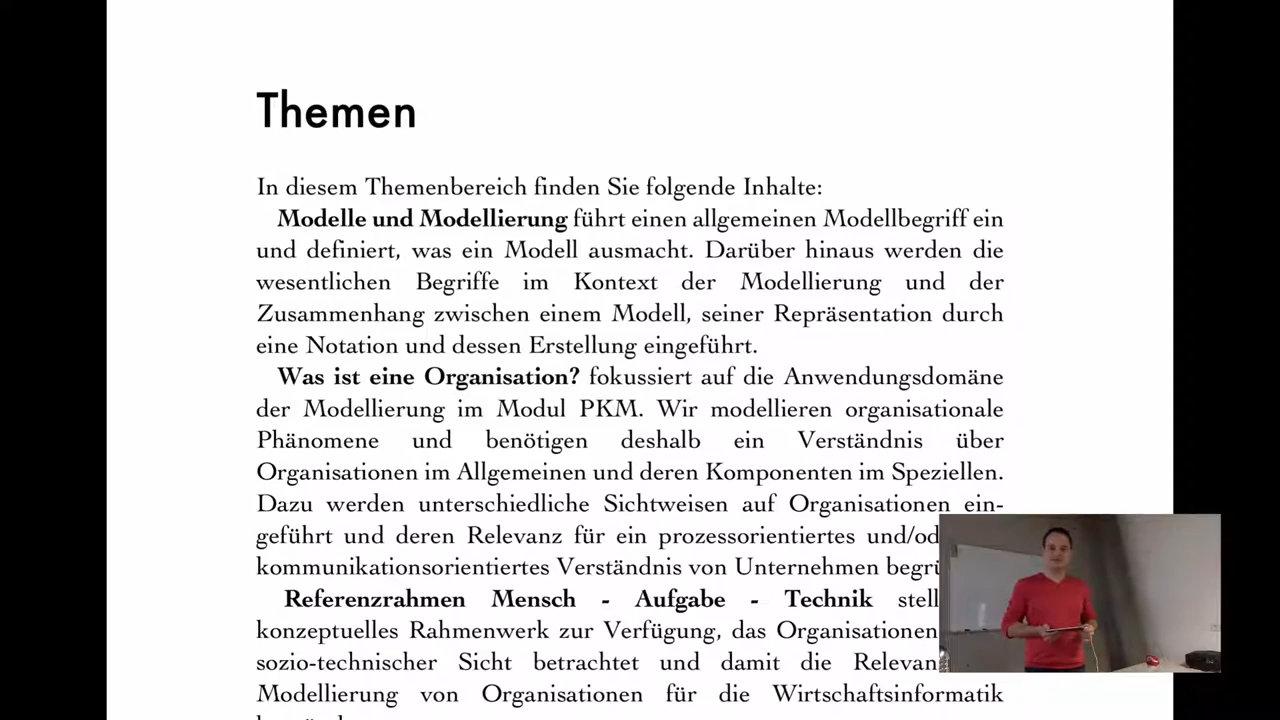 Themen
In diesem Themenbereich finden Sie folgende Inhalte:
Modelle und Modellierung führt einen allgemeinen Modellbegriff ein
und definiert, was ein Modell ausmacht. Darüber hinaus werden die
wesentlichen Begriffe im Kontext der Modellierung und der
Zusammenhang zwischen einem Modell, seiner Repräsentation durch
eine Notation und dessen Erstellung eingeführt.
Was ist eine Organisation? fokussiert auf die Anwendungsdomäne
der Modellierung im Modul PKM. Wir modellieren organisationale
Phänomene und benötigen deshalb ein Verständnis über
Organisationen im Allgemeinen und deren Komponenten im Speziellen.
Dazu werden unterschiedliche Sichtweisen auf Organisationen ein-
geführt und deren Relevanz für ein prozessorientiertes und/od
kommunikationsorientiertes Verständnis von Unternehmen begrü
Referenzrahmen Mensch - Aufgabe - Technik stell
konzeptuelles Rahmenwerk zur Verfügung, das Organisationen
sozio-technischer Sicht betrachtet und damit die Relevan
Modellierung von Organisationen für die Wirtschaftsinformatik